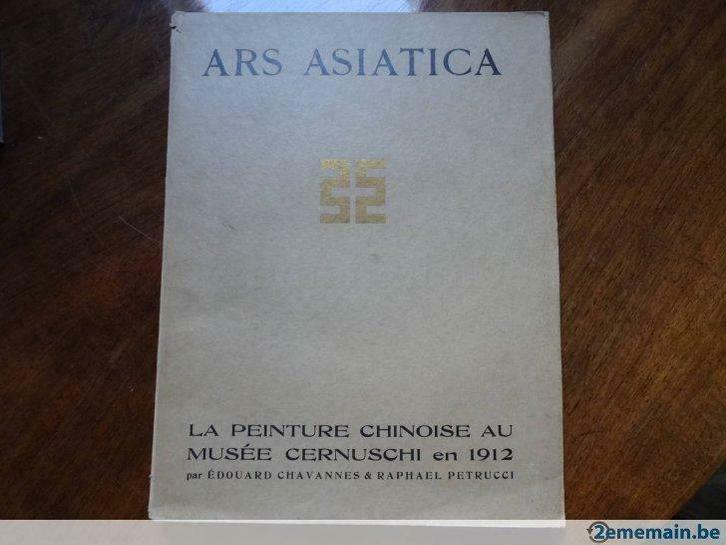 ARS ASIATICA
LA PEINTURE CHINOISE AU
MUSÉE CERNUSCHI en 1912
par ÉDOUARD CHAVANNES & RAPHAEL PETRUCCI
2ememain.be